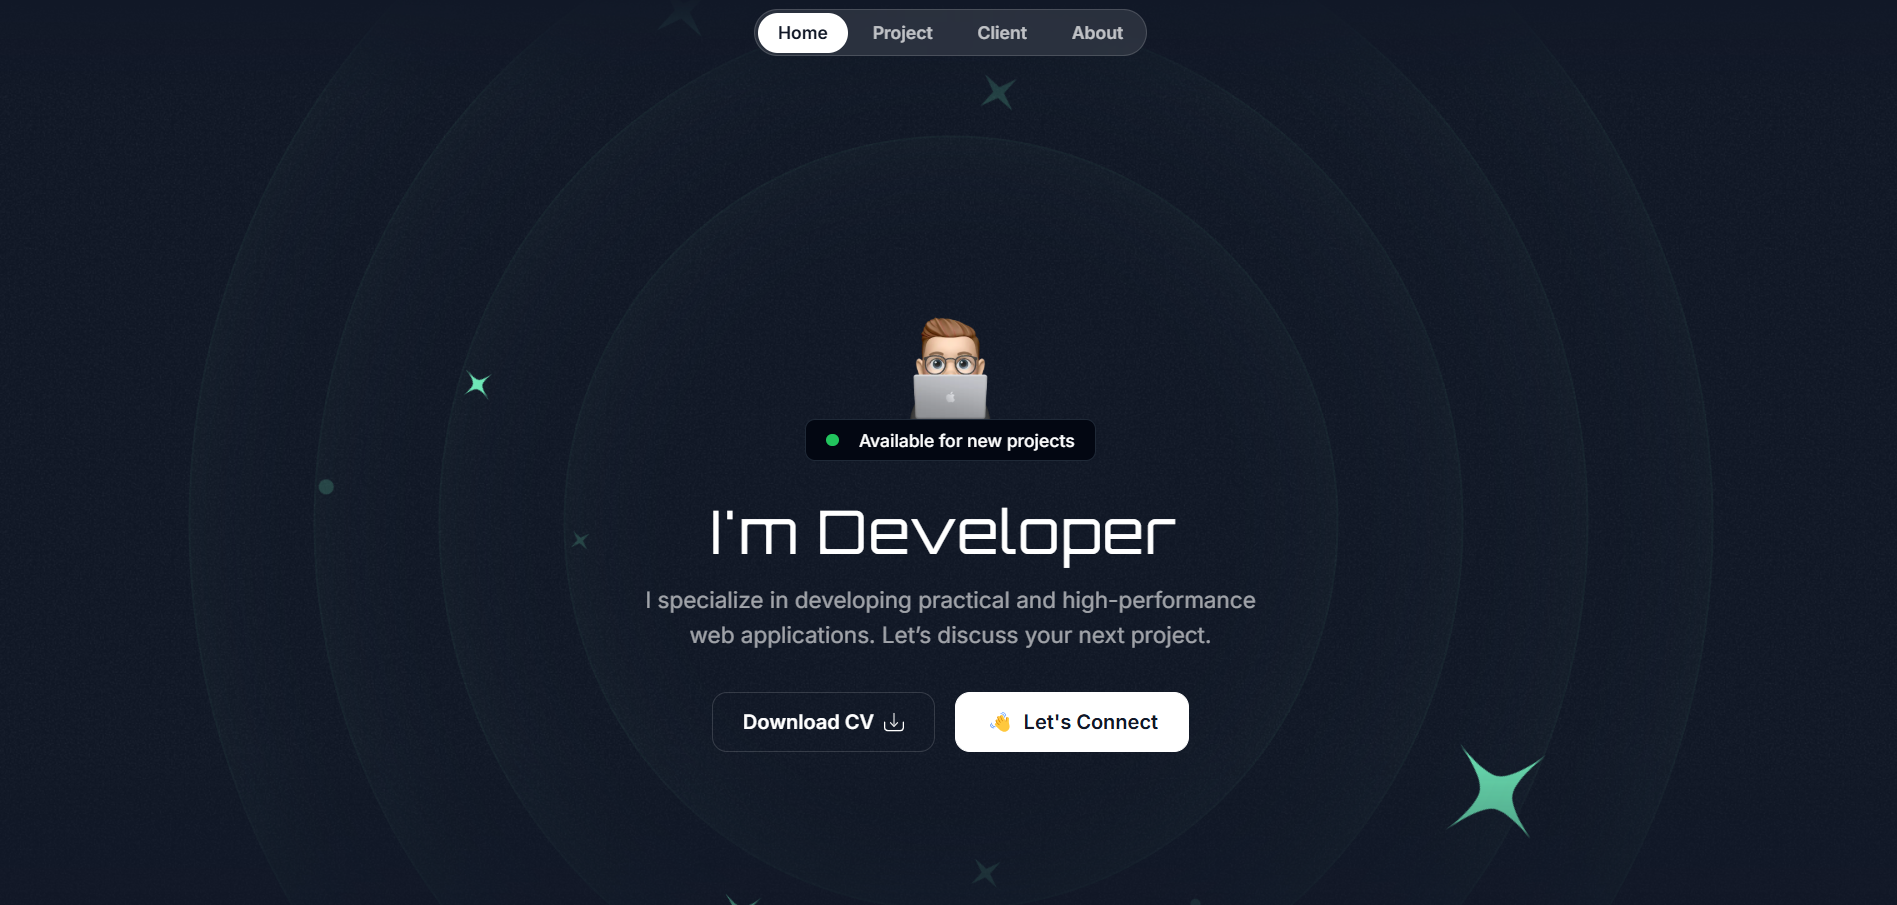 Home Project Client About
Available for new projects
I'm Developer
I specialize in developing practical and high-performance
web applications. Let’s discuss your next project.
Download CV
Let's Connect